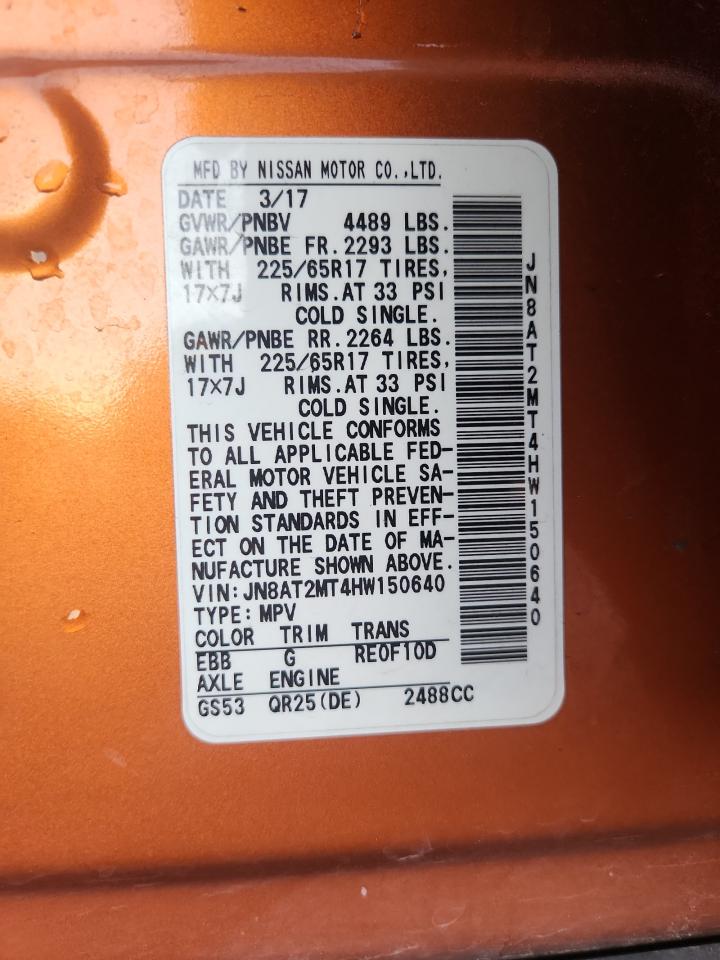 MFD BY NISSAN MOTOR CO.,LTD.
DATE 3/17
GVWR/PNBV 4489 LBS.
GAWR/PNBE FR. 2293 LBS.
WITH 225/65R17 TIRES,
17×7J RIMS. AT 33 PSI
COLD SINGLE.
GAWR/PNBE RR. 2264 LBS.
WITH 225/65R17 TIRES,
17×7J RIMS. AT 33 PSI
COLD SINGLE.
THIS VEHICLE CONFORMS
TO ALL APPLICABLE FED-
ERAL MOTOR VEHICLE SA-
FETY AND THEFT PREVEN-
TION STANDARDS IN EFF-
ECT ON THE DATE OF MA-
NUFACTURE SHOWN ABOVE.
VIN: JN8AT2MT4HW150640
TYPE: MPV
COLOR TRIM TRANS
EBB G RE0F10D
AXLE ENGINE
GS53 QR25(DE) 2488CC
JN8AT2MT4HW150640